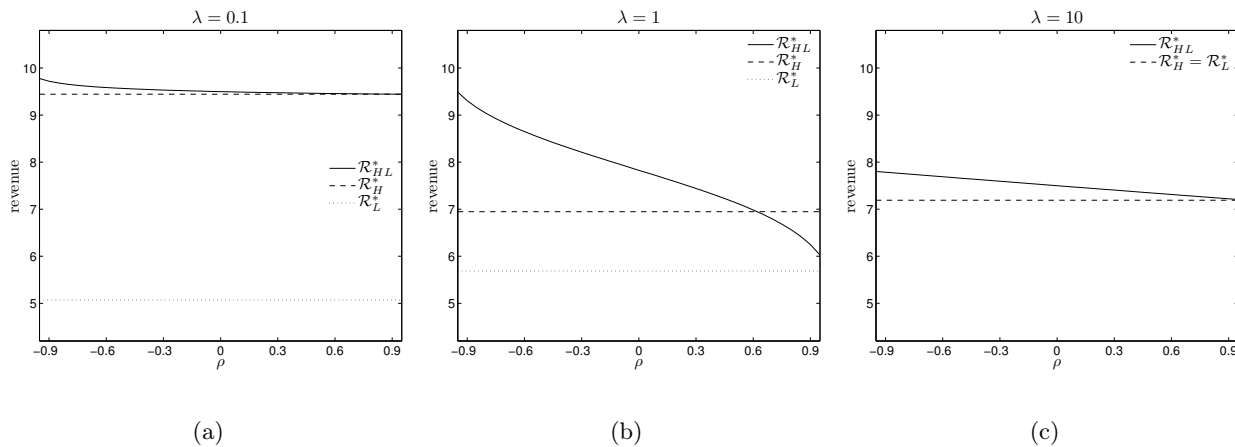 λ = 0.1
10
9
8
7
6
5
revenue
−0.9 −0.6 −0.3 0 0.3 0.6 0.9
ρ
R*HL
R*H
R*L
(a)
λ = 1
10
9
8
7
6
5
revenue
−0.9 −0.6 −0.3 0 0.3 0.6 0.9
ρ
R*HL
R*H
R*L
(b)
λ = 10
10
9
8
7
6
5
revenue
−0.9 −0.6 −0.3 0 0.3 0.6 0.9
ρ
R*HL
R*H = R*L
(c)